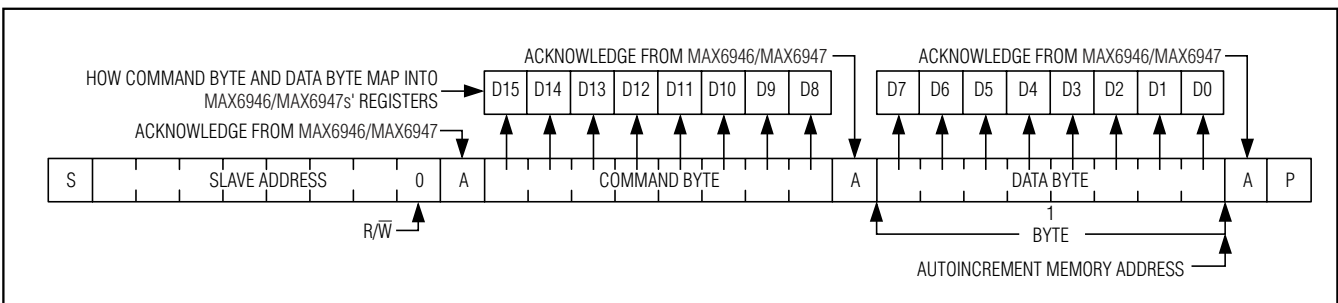 ACKNOWLEDGE FROM MAX6946/MAX6947
ACKNOWLEDGE FROM MAX6946/MAX6947
HOW COMMAND BYTE AND DATA BYTE MAP INTO
MAX6946/MAX6947s' REGISTERS
D15 D14 D13 D12 D11 D10 D9 D8
D7 D6 D5 D4 D3 D2 D1 D0
ACKNOWLEDGE FROM MAX6946/MAX6947
S SLAVE ADDRESS 0 A COMMAND BYTE A DATA BYTE A P
R/W̅
1
BYTE
AUTOINCREMENT MEMORY ADDRESS